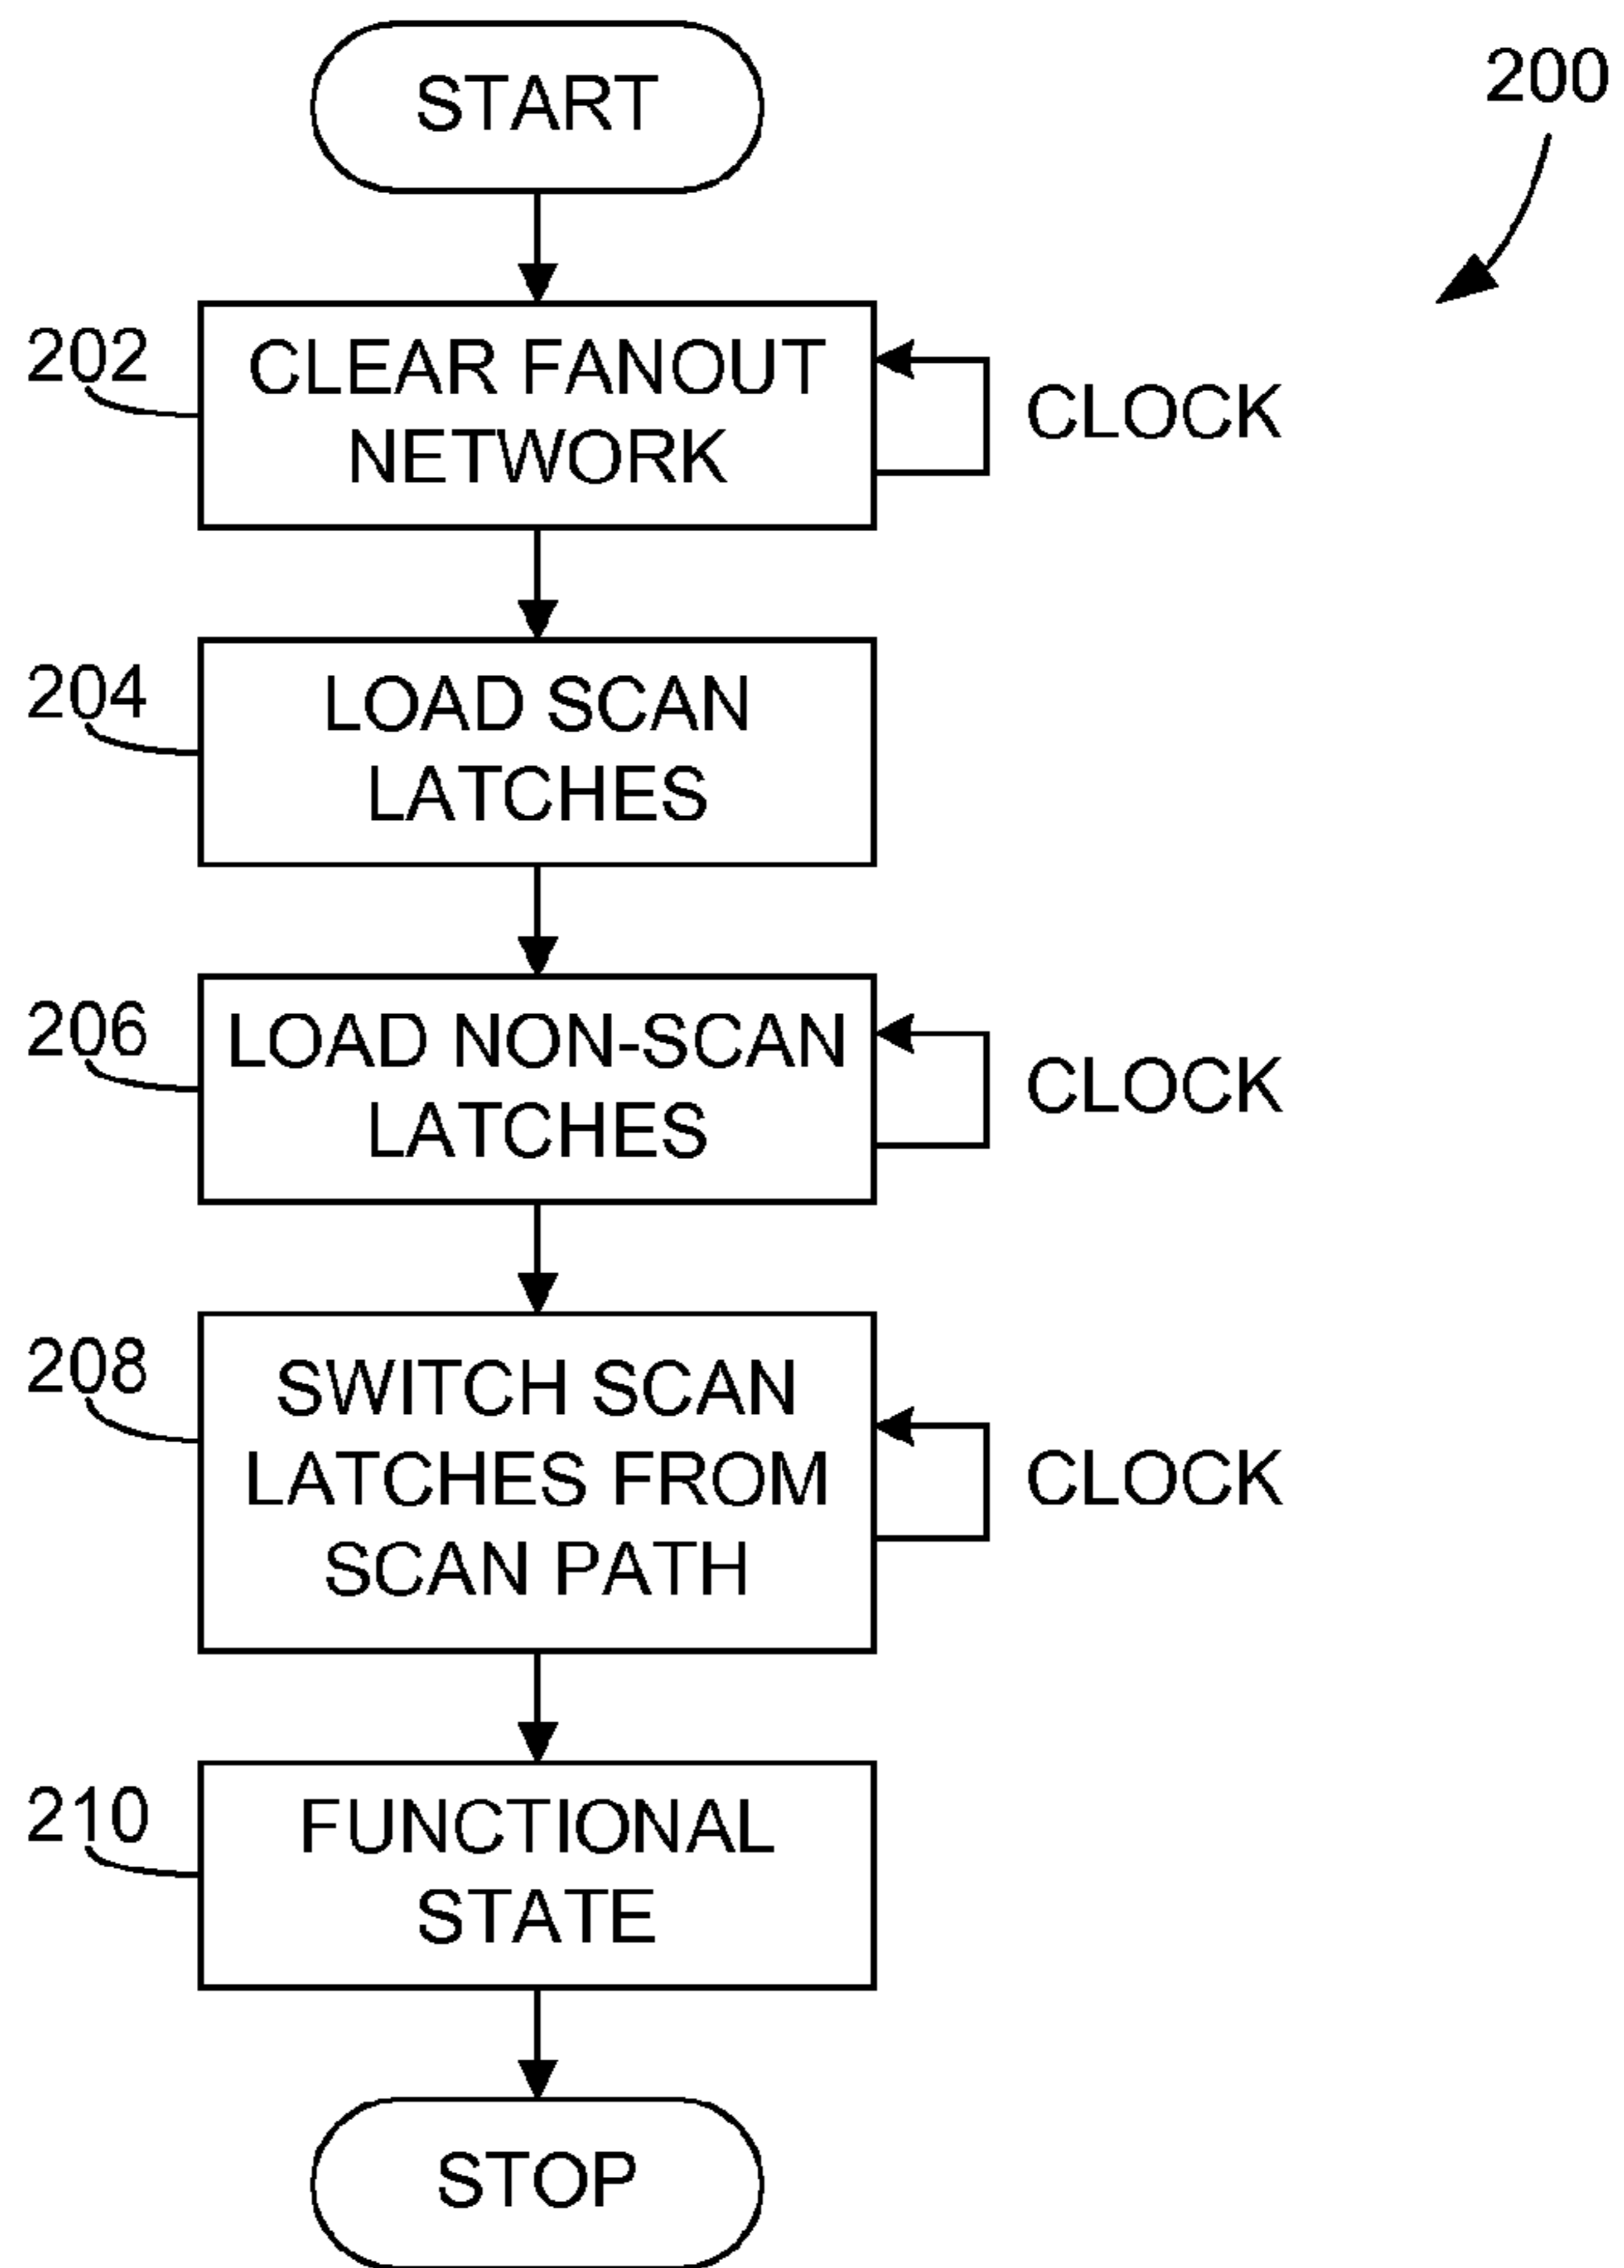 START
200
202
CLEAR FANOUT
NETWORK
CLOCK
204
LOAD SCAN
LATCHES
206
LOAD NON-SCAN
LATCHES
CLOCK
208
SWITCH SCAN
LATCHES FROM
SCAN PATH
CLOCK
210
FUNCTIONAL
STATE
STOP